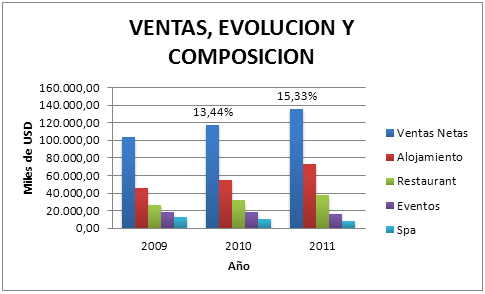 VENTAS, EVOLUCION Y
COMPOSICION
160.000,00
140.000,00
120.000,00
100.000,00
80.000,00
60.000,00
40.000,00
20.000,00
0,00
Miles de USD
13,44%
15,33%
2009
2010
2011
Año
Ventas Netas
Alojamiento
Restaurant
Eventos
Spa